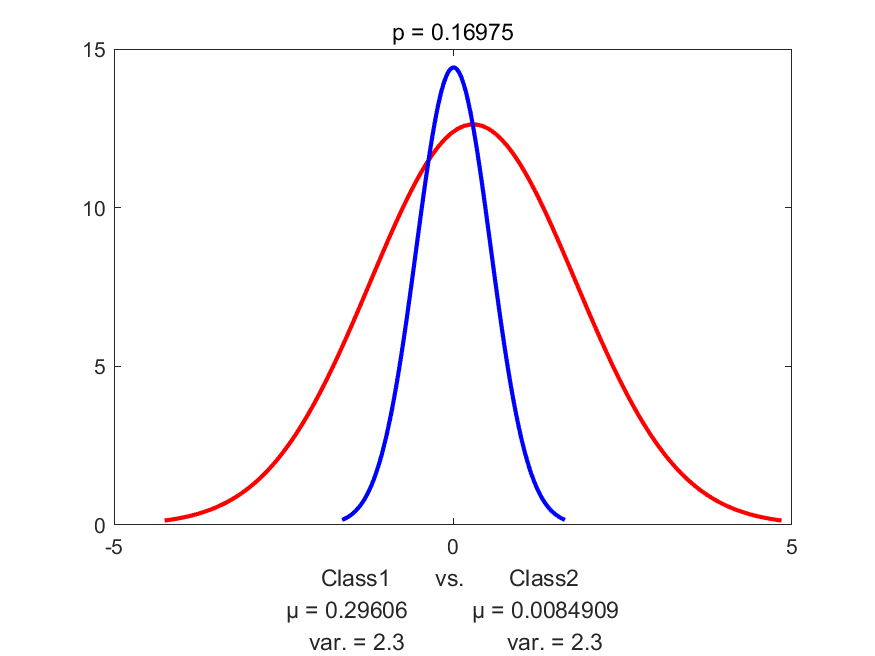 p = 0.16975
15
10
5
0
-5 0 5
Class1 vs. Class2
μ = 0.29606 μ = 0.0084909
var. = 2.3 var. = 2.3